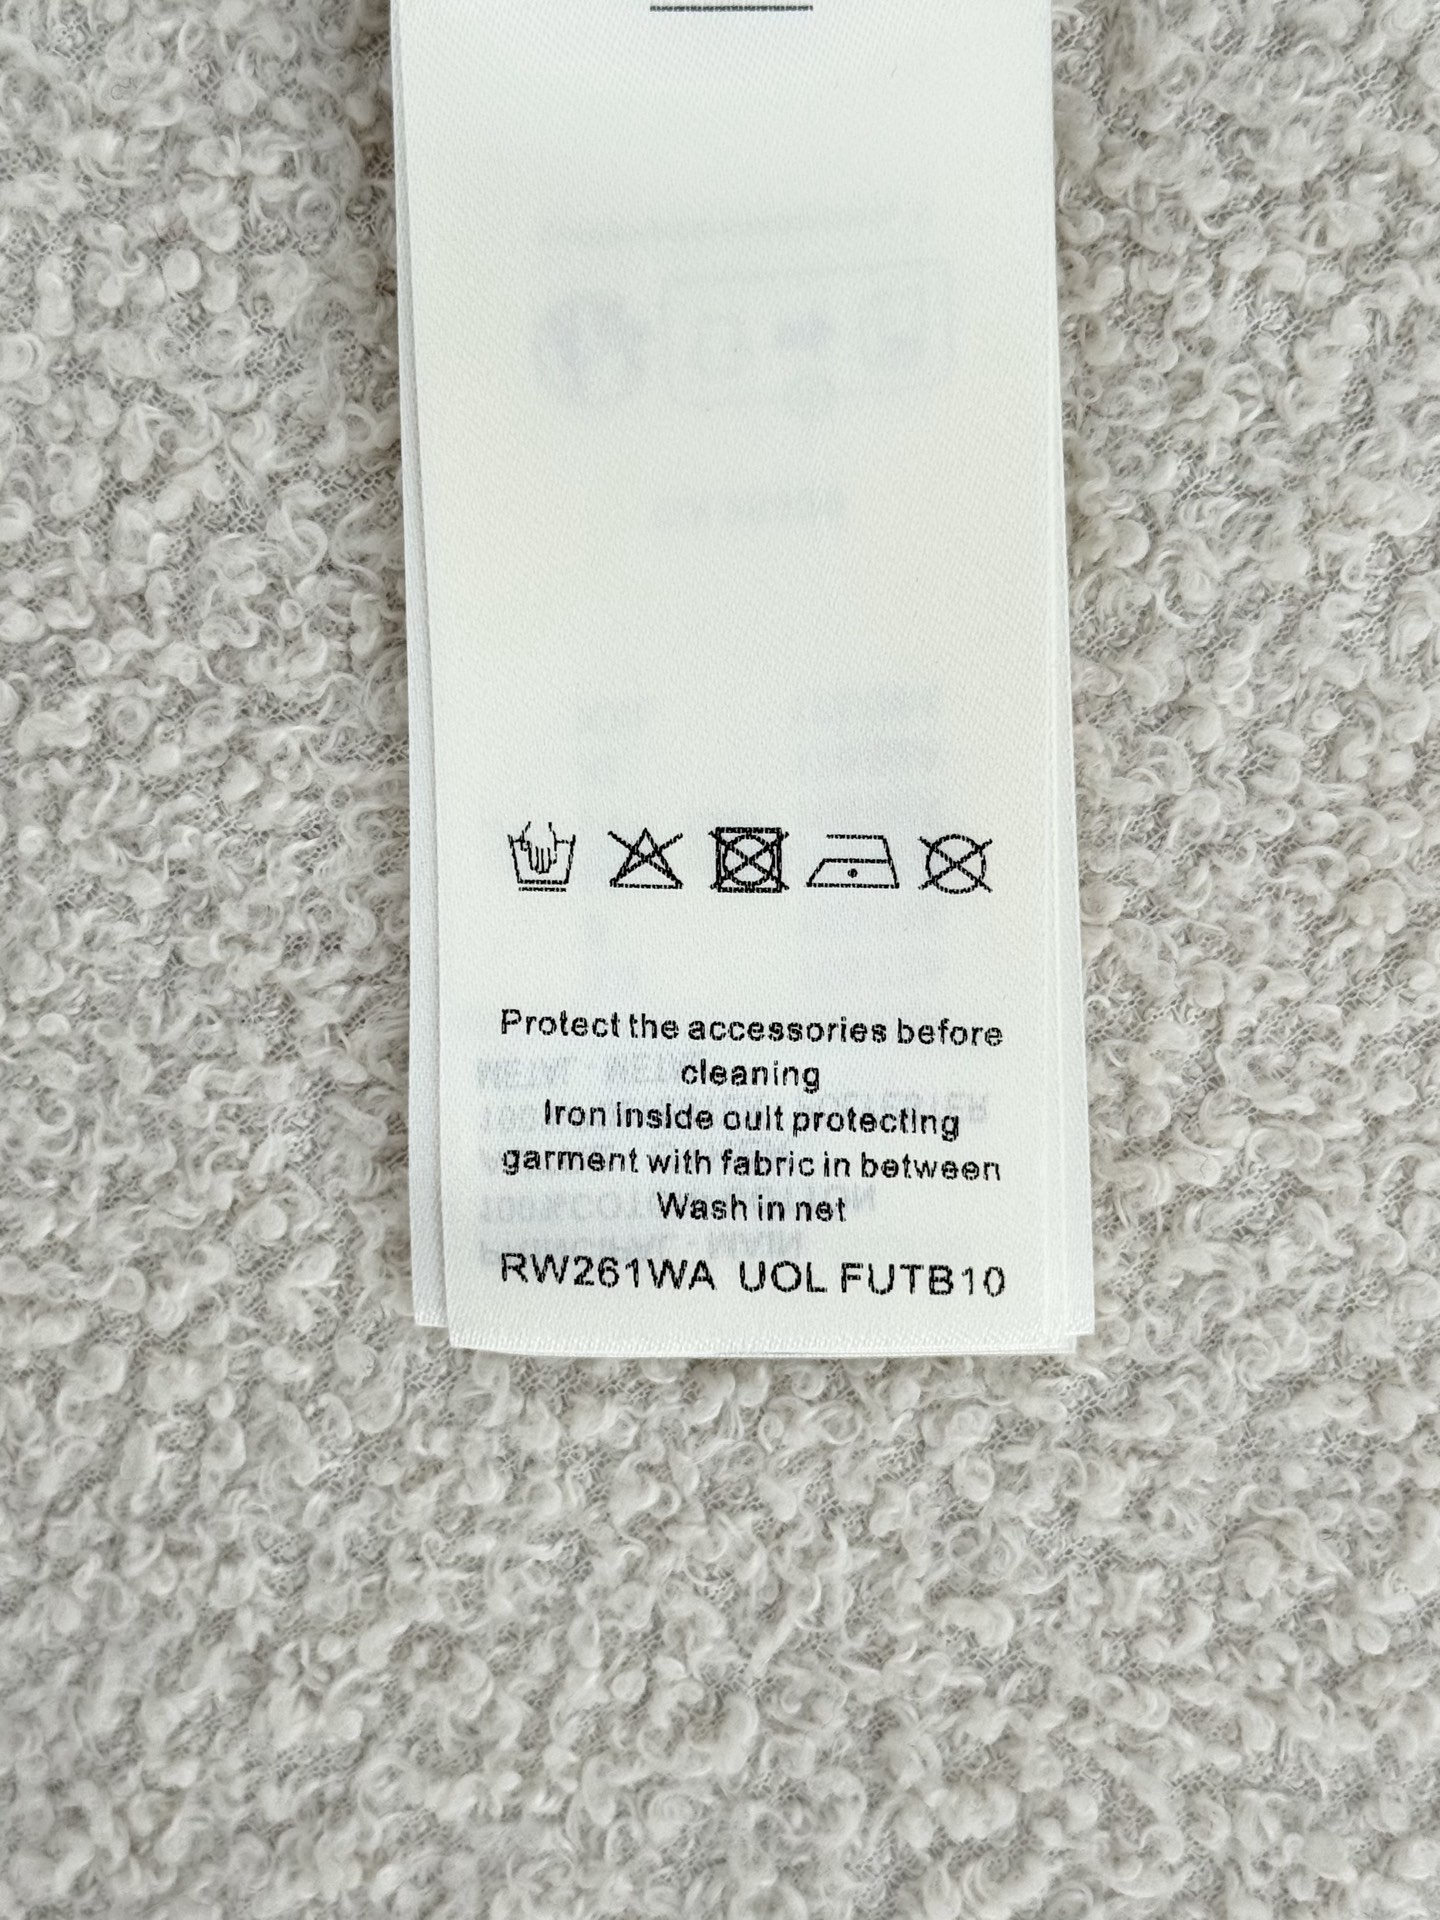 Protect the accessories before
cleaning
Iron inside oult protecting
garment with fabric in between
Wash in net
RW261WA UOL FUTB10